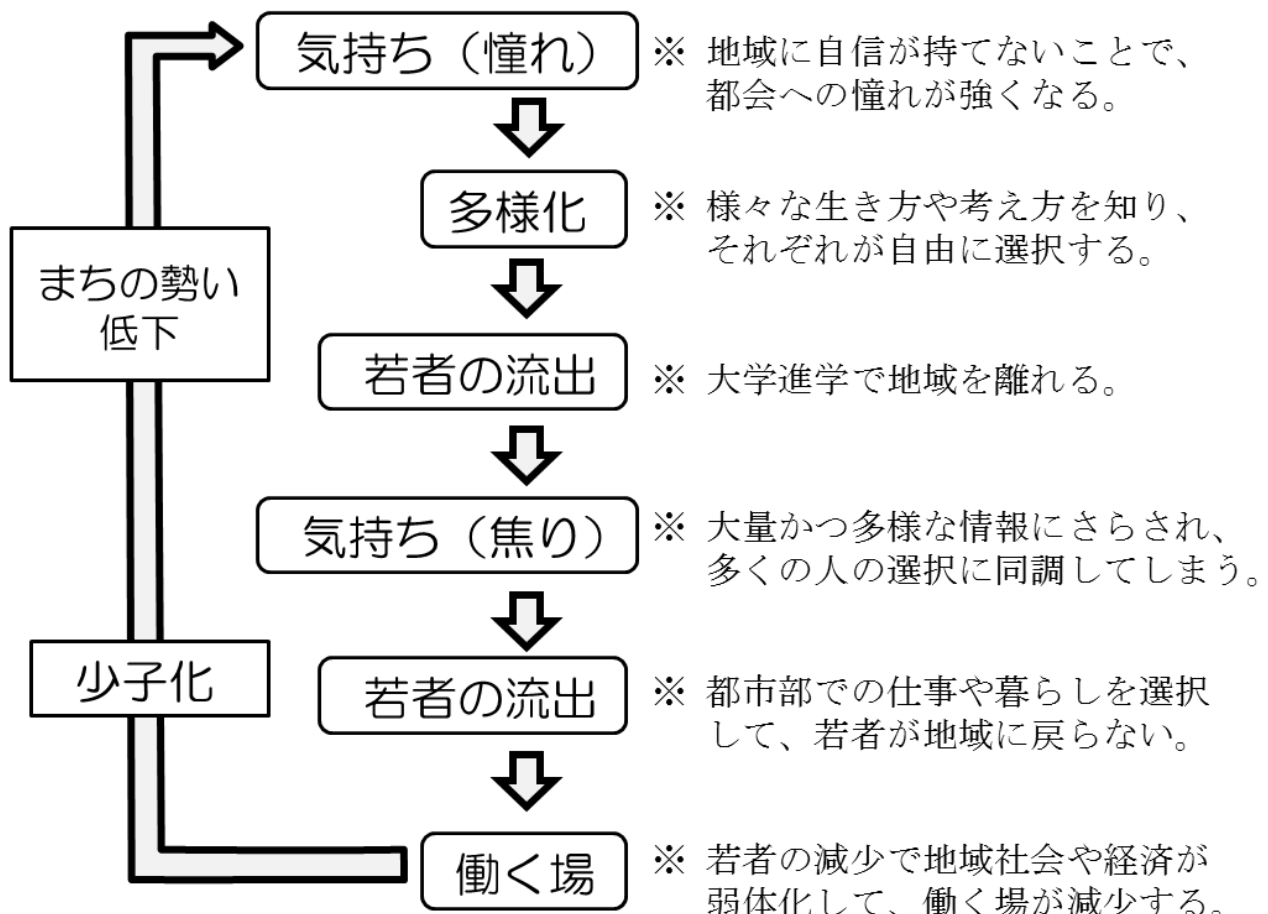 気持ち（憧れ）
※ 地域に自信が持てないことで、
都会への憧れが強くなる。
多様化
※ 様々な生き方や考え方を知り、
それぞれが自由に選択する。
まちの勢い
低下
若者の流出
※ 大学進学で地域を離れる。
気持ち（焦り）
※ 大量かつ多様な情報にさらされ、
多くの人の選択に同調してしまう。
少子化
若者の流出
※ 都市部での仕事や暮らしを選択
して、若者が地域に戻らない。
働く場
※ 若者の減少で地域社会や経済が
弱体化して、働く場が減少する。